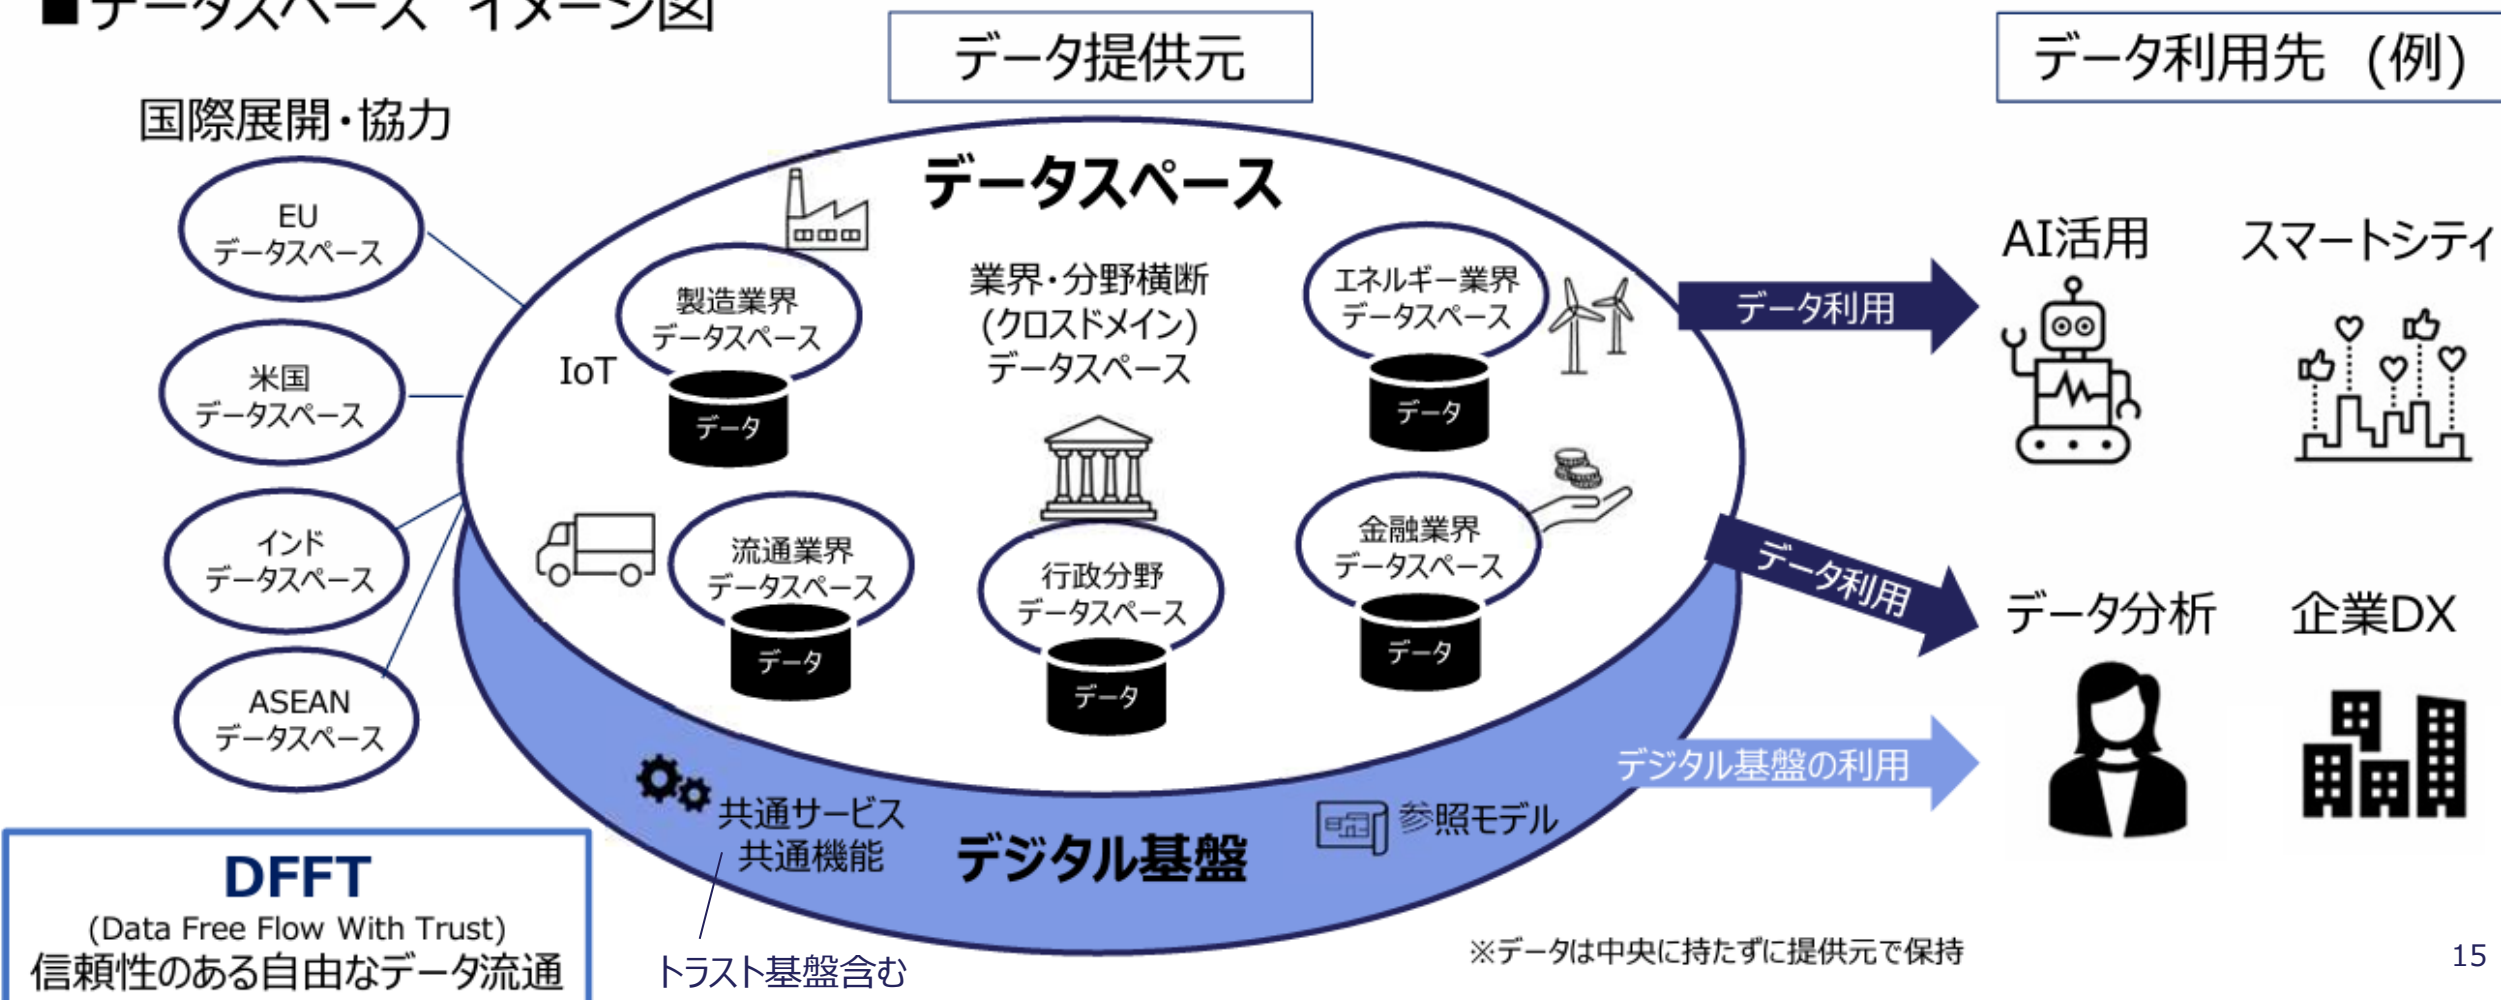 ■データスペース イメージ図
データ提供元
データ利用先 (例)
国際展開・協力
EU
データスペース
米国
データスペース
インド
データスペース
ASEAN
データスペース
データスペース
製造業界
データスペース
IoT
データ
業界・分野横断
(クロスドメイン)
データスペース
エネルギー業界
データスペース
データ
流通業界
データスペース
データ
行政分野
データスペース
データ
金融業界
データスペース
データ
データ利用
データ利用
デジタル基盤の利用
AI活用
スマートシティ
データ分析
企業DX
共通サービス
共通機能
デジタル基盤
参照モデル
DFFT
(Data Free Flow With Trust)
信頼性のある自由なデータ流通
トラスト基盤含む
※データは中央に持たずに提供元で保持
15